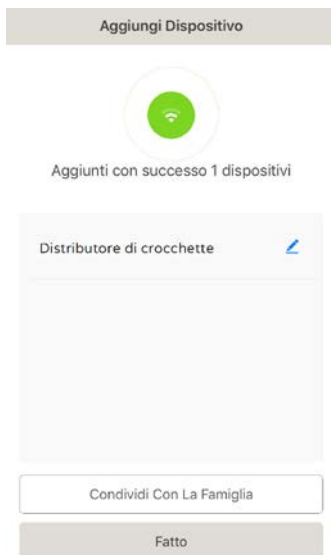 Aggiungi Dispositivo
Aggiunti con successo 1 dispositivi
Distributore di crocchette
Condividi Con La Famiglia
Fatto